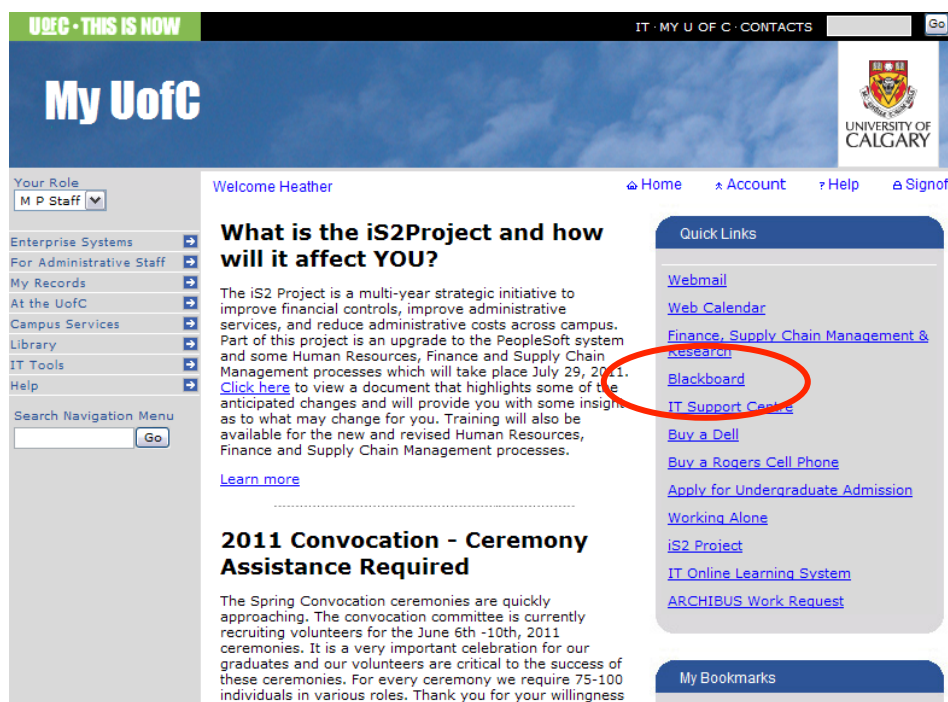 UofC · THIS IS NOW
IT · MY U OF C · CONTACTS
Go
My UofC
UNIVERSITY OF
CALGARY
Your Role
M P Staff
Welcome Heather
Home
Account
? Help
Signof
Enterprise Systems
For Administrative Staff
My Records
At the UofC
Campus Services
Library
IT Tools
Help
Search Navigation Menu
Go
What is the iS2Project and how
will it affect YOU?
The iS2 Project is a multi-year strategic initiative to
improve financial controls, improve administrative
services, and reduce administrative costs across campus.
Part of this project is an upgrade to the PeopleSoft system
and some Human Resources, Finance and Supply Chain
Management processes which will take place July 29, 2011.
Click here to view a document that highlights some of the
anticipated changes and will provide you with some insight
as to what may change for you. Training will also be
available for the new and revised Human Resources,
Finance and Supply Chain Management processes.
Learn more
2011 Convocation - Ceremony
Assistance Required
The Spring Convocation ceremonies are quickly
approaching. The convocation committee is currently
recruiting volunteers for the June 6th -10th, 2011
ceremonies. It is a very important celebration for our
graduates and our volunteers are critical to the success of
these ceremonies. For every ceremony we require 75-100
individuals in various roles. Thank you for your willingness
Quick Links
Webmail
Web Calendar
Finance, Supply Chain Management &
Research
Blackboard
IT Support Centre
Buy a Dell
Buy a Rogers Cell Phone
Apply for Undergraduate Admission
Working Alone
iS2 Project
IT Online Learning System
ARCHIBUS Work Request
My Bookmarks